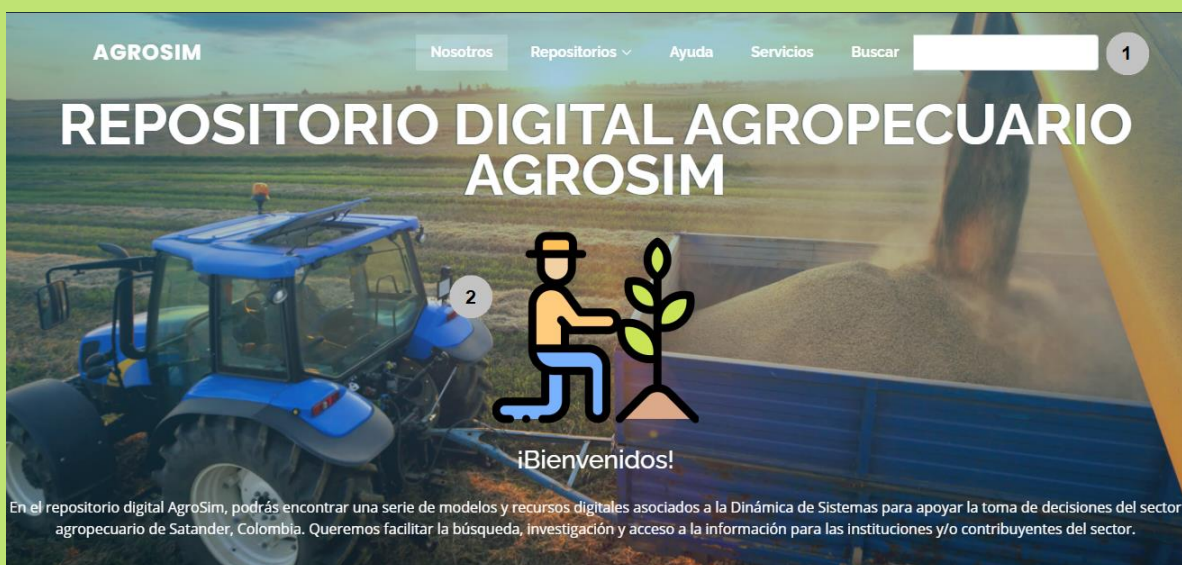 AGROSIM
Nosotros
Repositorios
Ayuda
Servicios
Buscar
1
REPOSITORIO DIGITAL AGROPECUARIO
AGROSIM
2
¡Bienvenidos!
En el repositorio digital AgroSim, podrás encontrar una serie de modelos y recursos digitales asociados a la Dinámica de Sistemas para apoyar la toma de decisiones del sector
agropecuario de Satander, Colombia. Queremos facilitar la búsqueda, investigación y acceso a la información para las instituciones y/o contribuyentes del sector.